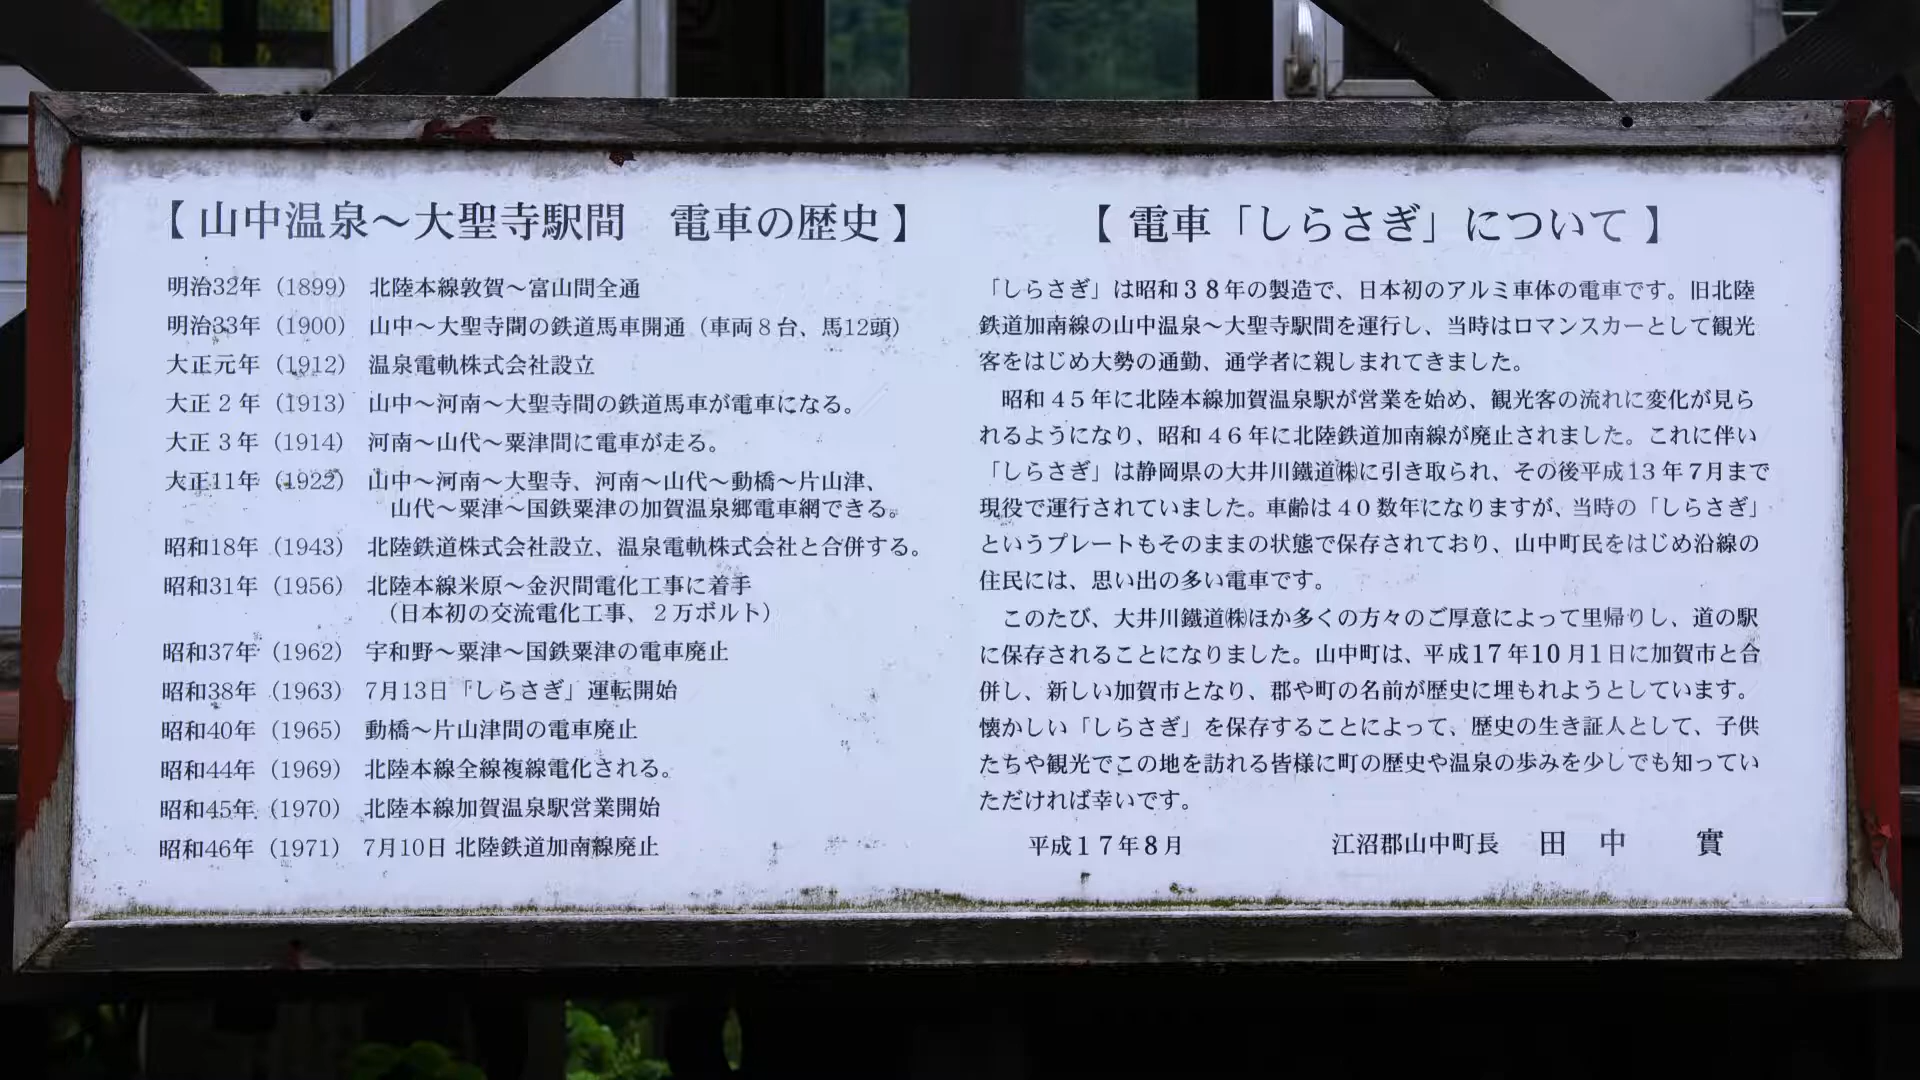 【 山中温泉～大聖寺駅間　電車の歴史 】
明治32年（1899）　北陸本線敦賀～富山間全通
明治33年（1900）　山中～大聖寺間の鉄道馬車開通（車両８台、馬12頭）
大正元年（1912）　温泉電軌株式会社設立
大正２年（1913）　山中～河南～大聖寺間の鉄道馬車が電車になる。
大正３年（1914）　河南～山代～粟津間に電車が走る。
大正11年（1922）　山中～河南～大聖寺、河南～山代～動橋～片山津、
山代～粟津～国鉄粟津の加賀温泉郷電車網できる。
昭和18年（1943）　北陸鉄道株式会社設立、温泉電軌株式会社と合併する。
昭和31年（1956）　北陸本線米原～金沢間電化工事に着手
（日本初の交流電化工事、２万ボルト）
昭和37年（1962）　宇和野～粟津～国鉄粟津の電車廃止
昭和38年（1963）　7月13日「しらさぎ」運転開始
昭和40年（1965）　動橋～片山津間の電車廃止
昭和44年（1969）　北陸本線全線複線電化される。
昭和45年（1970）　北陸本線加賀温泉駅営業開始
昭和46年（1971）　7月10日 北陸鉄道加南線廃止
【 電車「しらさぎ」について 】
「しらさぎ」は昭和３８年の製造で、日本初のアルミ車体の電車です。旧北陸
鉄道加南線の山中温泉～大聖寺駅間を運行し、当時はロマンスカーとして観光
客をはじめ大勢の通勤、通学者に親しまれてきました。
　昭和４５年に北陸本線加賀温泉駅が営業を始め、観光客の流れに変化が見ら
れるようになり、昭和４６年に北陸鉄道加南線が廃止されました。これに伴い
「しらさぎ」は静岡県の大井川鐵道㈱に引き取られ、その後平成13年7月まで
現役で運行されていました。車齢は４０数年になりますが、当時の「しらさぎ」
というプレートもそのままの状態で保存されており、山中町民をはじめ沿線の
住民には、思い出の多い電車です。
　このたび、大井川鐵道㈱ほか多くの方々のご厚意によって里帰りし、道の駅
に保存されることになりました。山中町は、平成17年10月1日に加賀市と合
併し、新しい加賀市となり、郡や町の名前が歴史に埋もれようとしています。
懐かしい「しらさぎ」を保存することによって、歴史の生き証人として、子供
たちや観光でこの地を訪れる皆様に町の歴史や温泉の歩みを少しでも知ってい
ただければ幸いです。
平成１７年８月　江沼郡山中町長　田　中　實